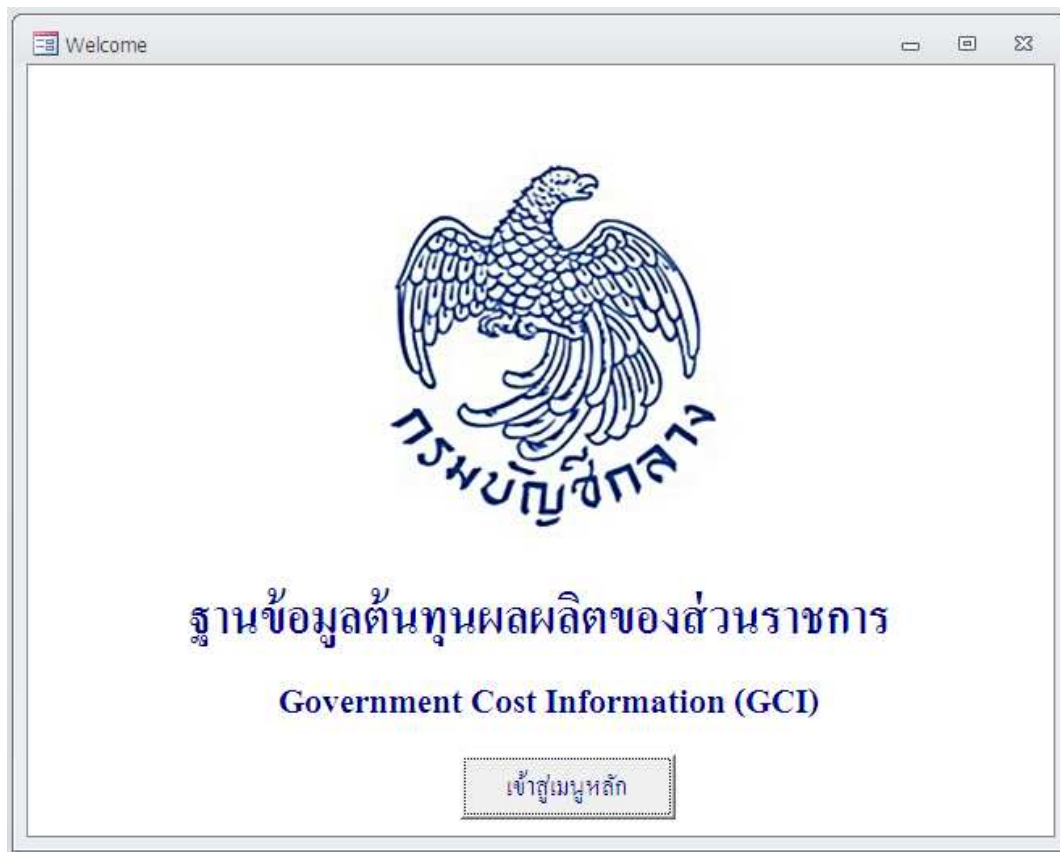 Welcome
กรมบัญชีกลาง
ฐานข้อมูลต้นทุนผลผลิตของส่วนราชการ
Government Cost Information (GCI)
เข้าสู่เมนูหลัก